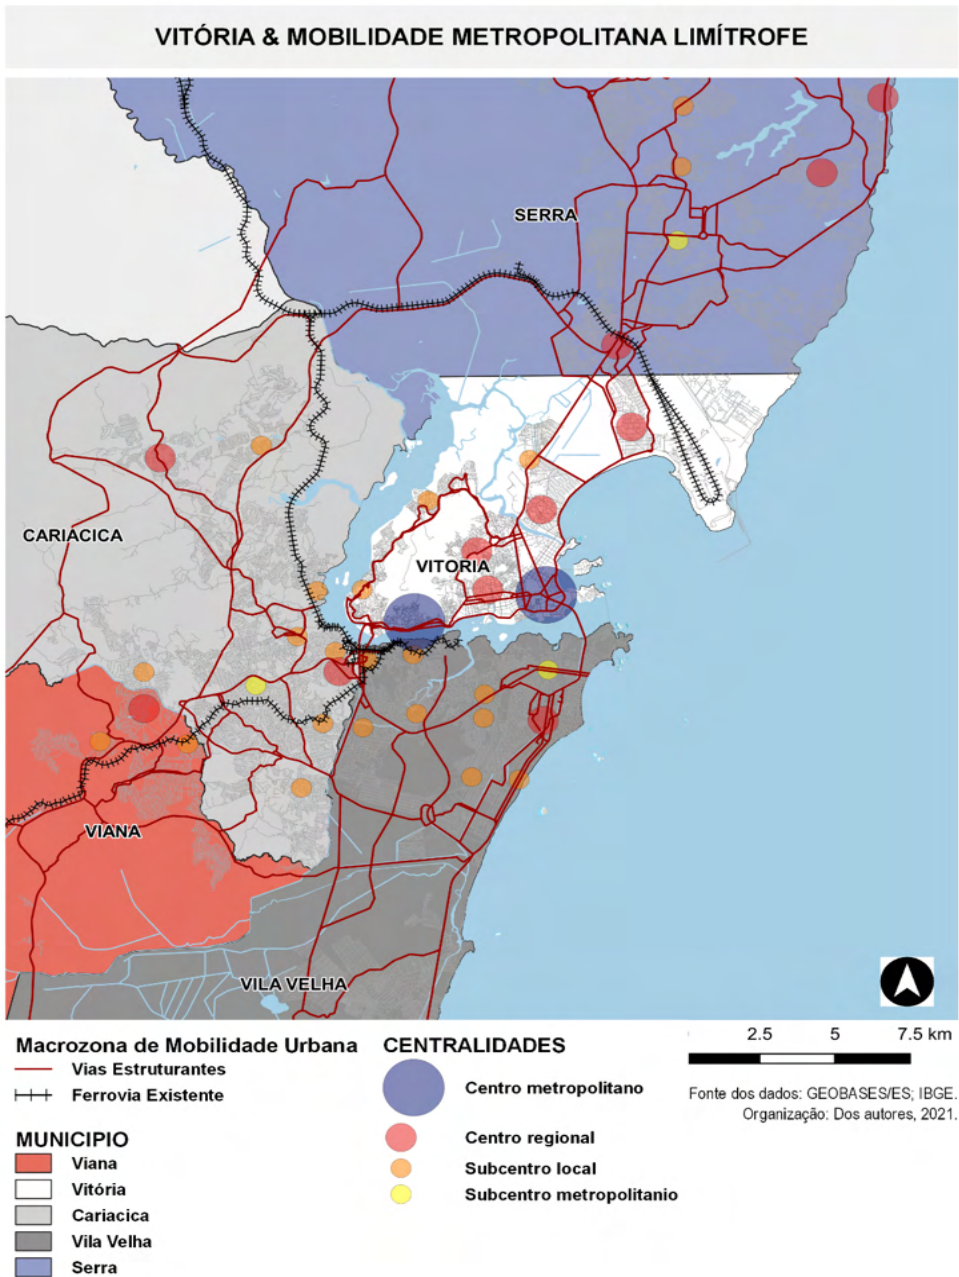 VITÓRIA & MOBILIDADE METROPOLITANA LIMÍTROFE
SERRA
CARIACICA
VITORIA
VIANA
VILA VELHA
Macrozona de Mobilidade Urbana
Vias Estruturantes
Ferrovia Existente
MUNICIPIO
Viana
Vitória
Cariacica
Vila Velha
Serra
CENTRALIDADES
Centro metropolitano
Centro regional
Subcentro local
Subcentro metropolitanio
2.5 5 7.5 km
Fonte dos dados: GEOBASES/ES; IBGE.
Organização: Dos autores, 2021.